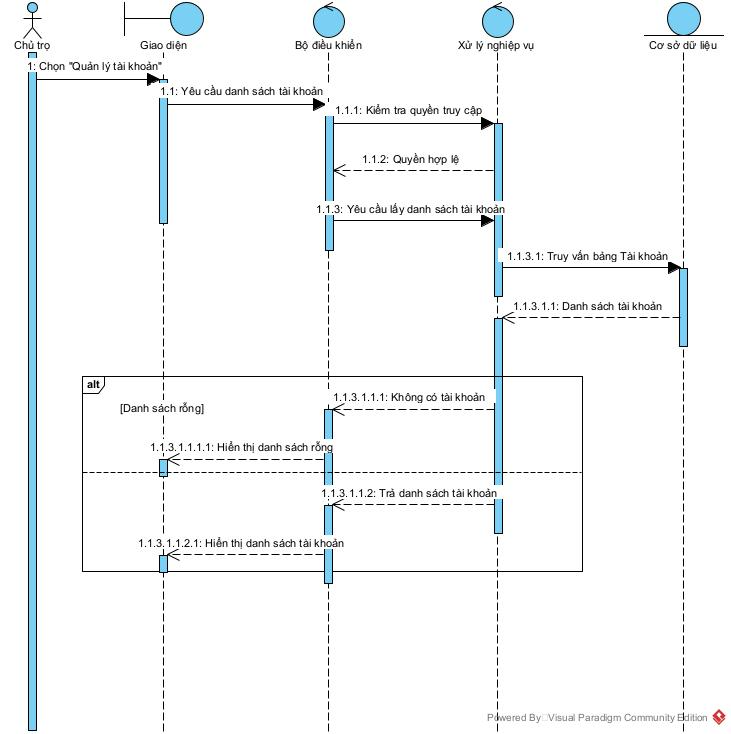 Chủ trọ
Giao diện
Bộ điều khiển
Xử lý nghiệp vụ
Cơ sở dữ liệu
1: Chọn "Quản lý tài khoản"
1.1: Yêu cầu danh sách tài khoản
1.1.1: Kiểm tra quyền truy cập
1.1.2: Quyền hợp lệ
1.1.3: Yêu cầu lấy danh sách tài khoản
1.1.3.1: Truy vấn bảng Tài khoản
1.1.3.1.1: Danh sách tài khoản
alt
1.1.3.1.1.1: Không có tài khoản
[Danh sách rỗng]
1.1.3.1.1.1.1: Hiển thị danh sách rỗng
1.1.3.1.1.2: Trả danh sách tài khoản
1.1.3.1.1.2.1: Hiển thị danh sách tài khoản
Powered By Visual Paradigm Community Edition